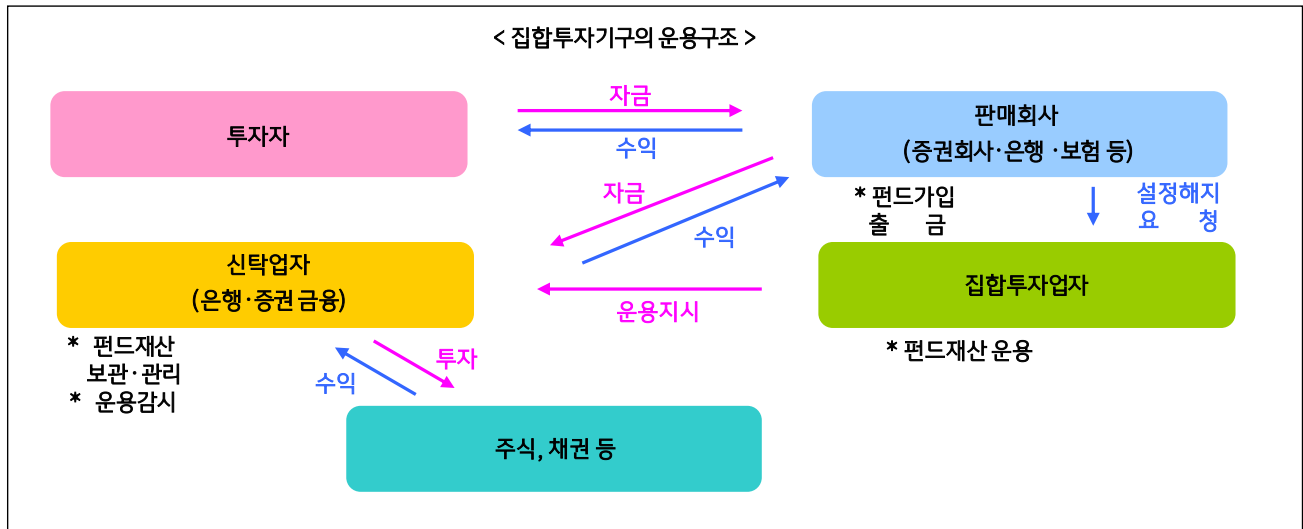 < 집합투자기구의 운용구조 >
투자자
자금
수익
판매회사
(증권회사·은행 ·보험 등)
* 펀드가입
출 금
설정해지
요 청
자금
수익
신탁업자
(은행·증권 금융)
* 펀드재산
보관·관리
* 운용감시
운용지시
집합투자업자
* 펀드재산 운용
투자
수익
주식, 채권 등